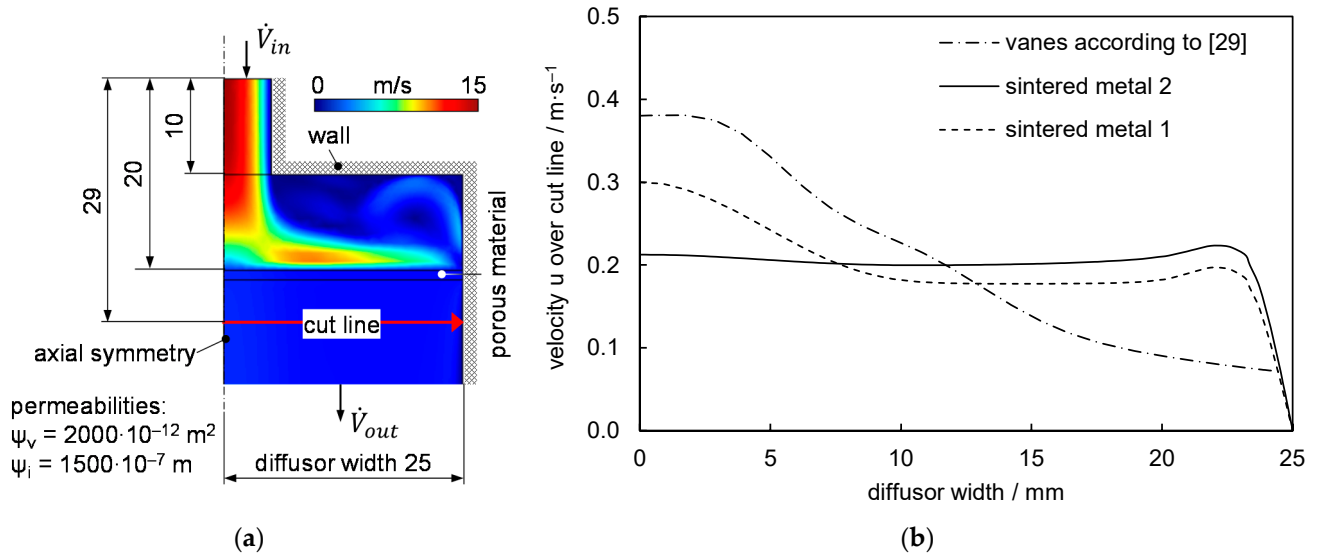 V̇in
0 m/s 15
wall
10
20
29
porous material
cut line
axial symmetry
permeabilities:
ψv = 2000·10–12 m2
ψi = 1500·10–7 m
V̇out
diffusor width 25
(a)
velocity u over cut line / m·s–1
0.5
0.4
0.3
0.2
0.1
0.0
vanes according to [29]
sintered metal 2
sintered metal 1
0 5 10 15 20 25
diffusor width / mm
(b)